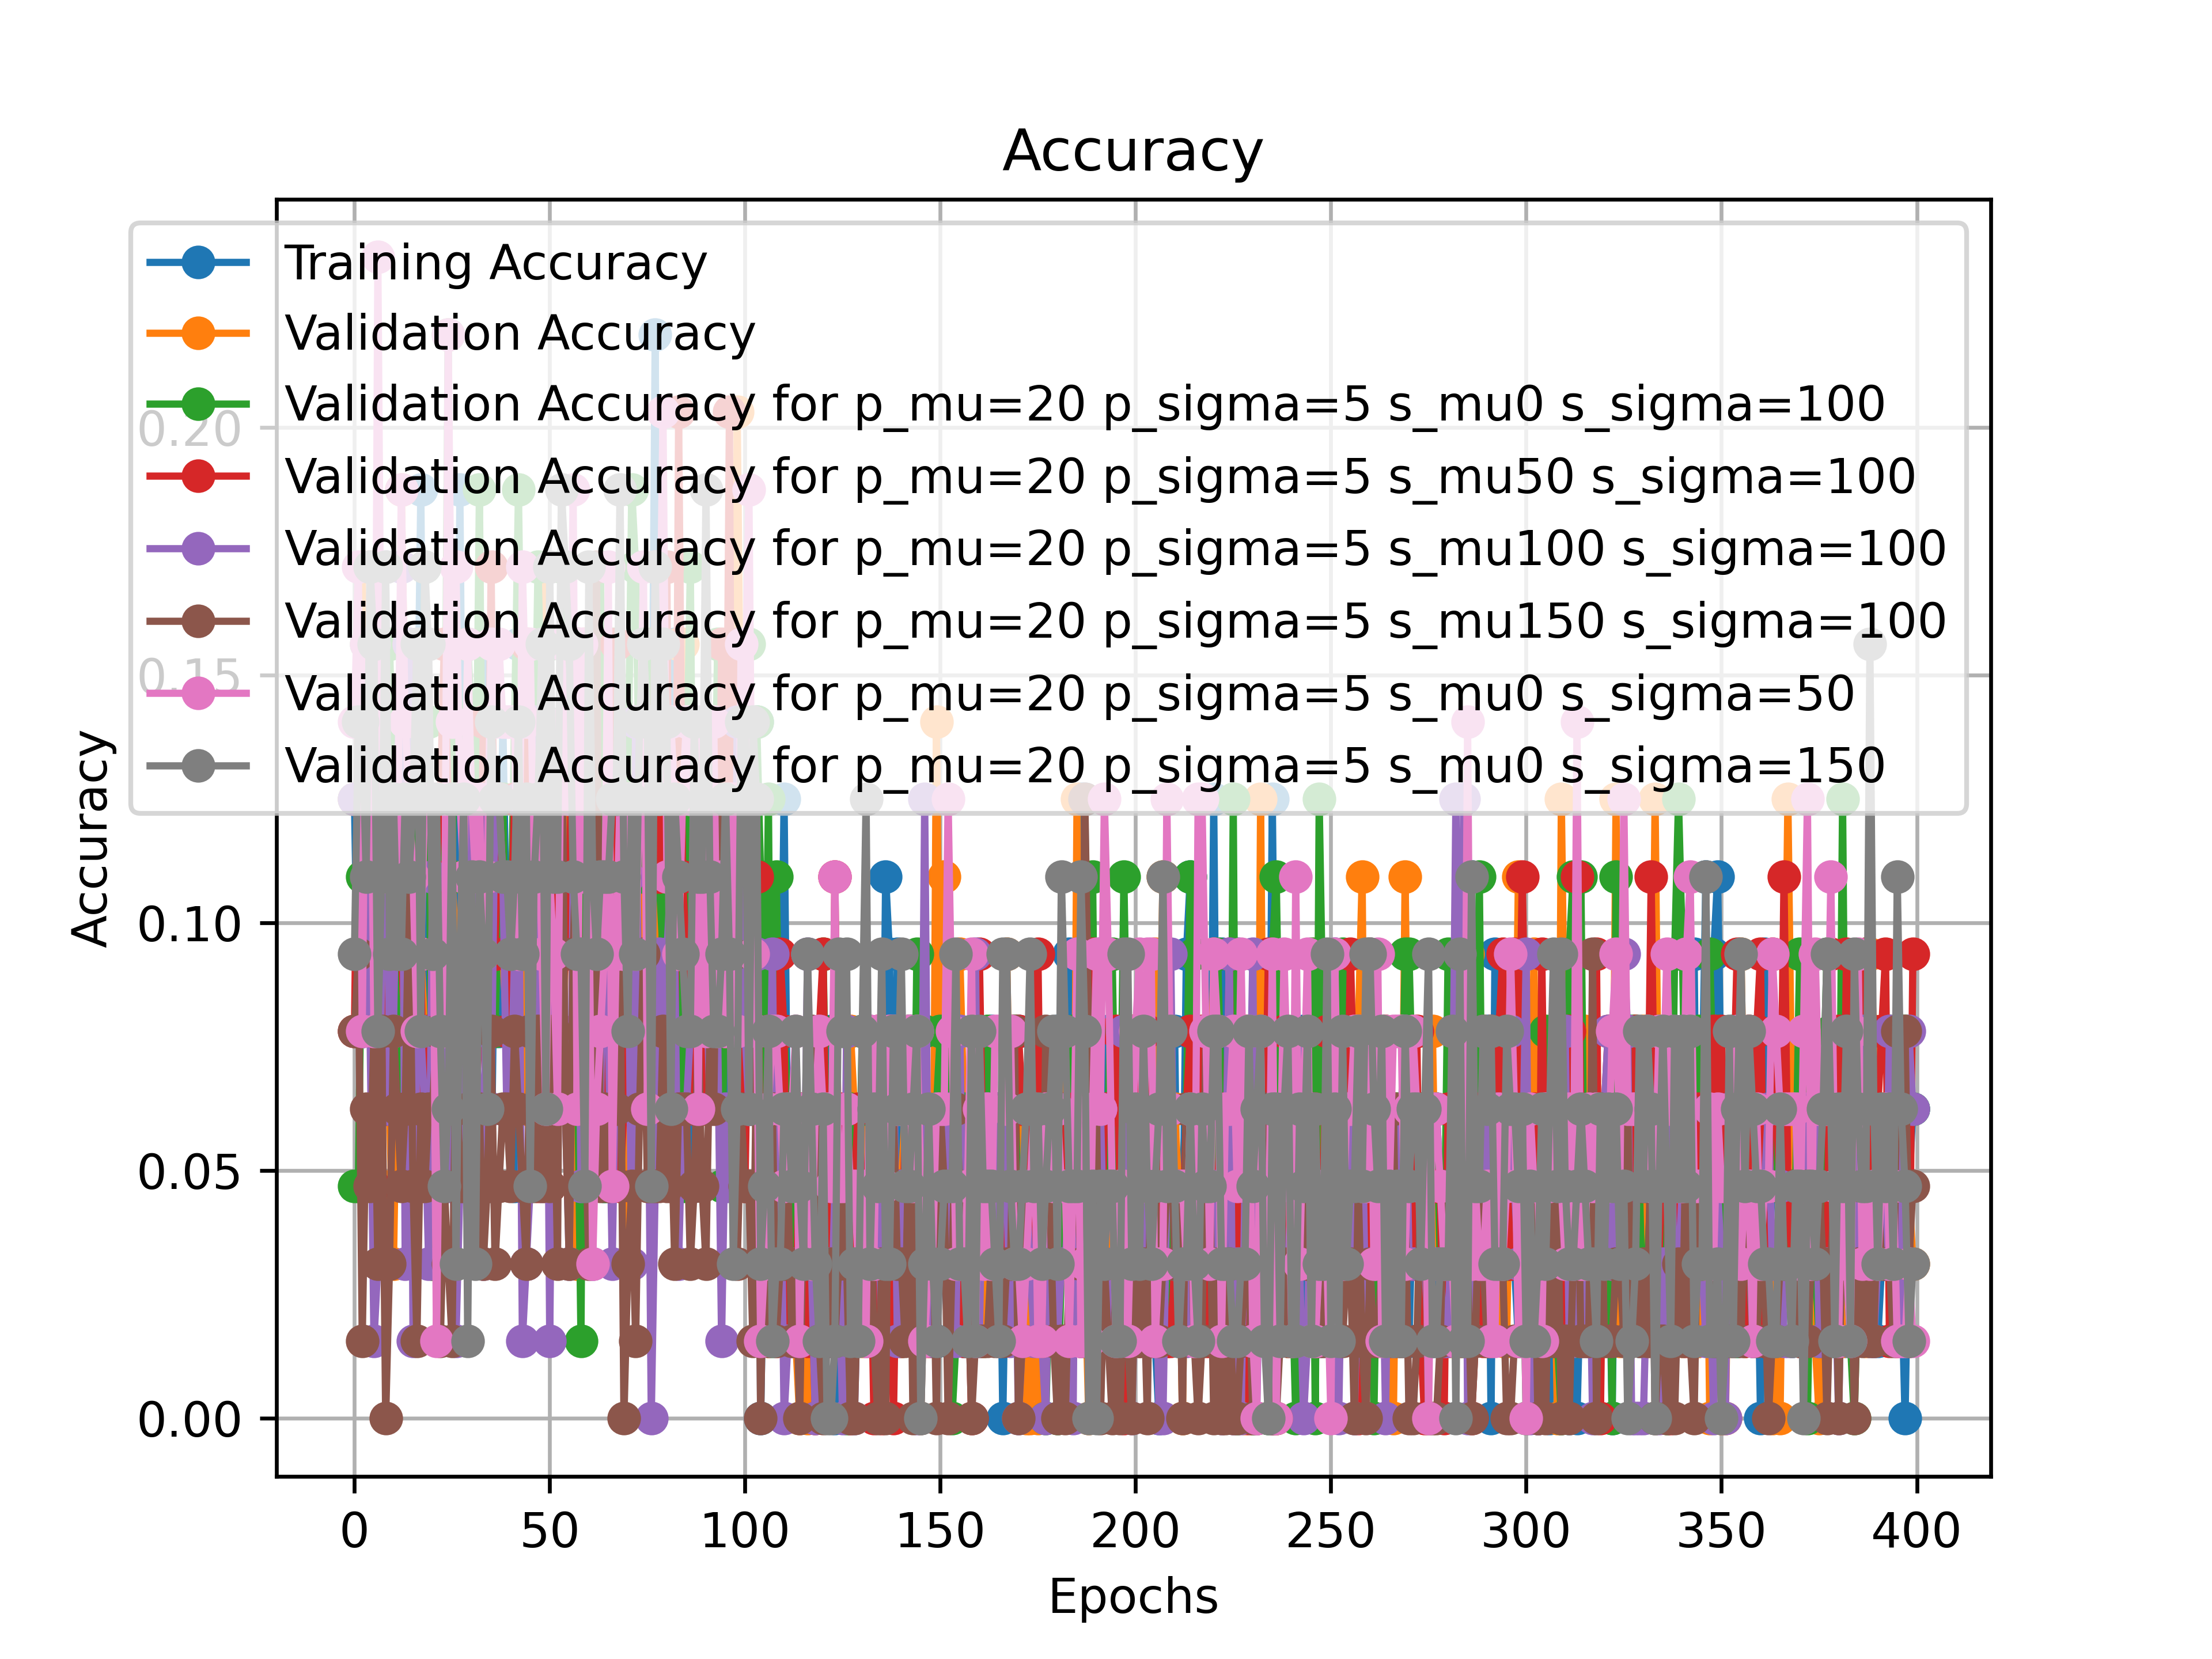 Accuracy
Training Accuracy
Validation Accuracy
Validation Accuracy for p_mu=20 p_sigma=5 s_mu0 s_sigma=100
Validation Accuracy for p_mu=20 p_sigma=5 s_mu50 s_sigma=100
Validation Accuracy for p_mu=20 p_sigma=5 s_mu100 s_sigma=100
Validation Accuracy for p_mu=20 p_sigma=5 s_mu150 s_sigma=100
Validation Accuracy for p_mu=20 p_sigma=5 s_mu0 s_sigma=50
Validation Accuracy for p_mu=20 p_sigma=5 s_mu0 s_sigma=150
0.20
0.15
0.10
0.05
0.00
Accuracy
0 50 100 150 200 250 300 350 400
Epochs